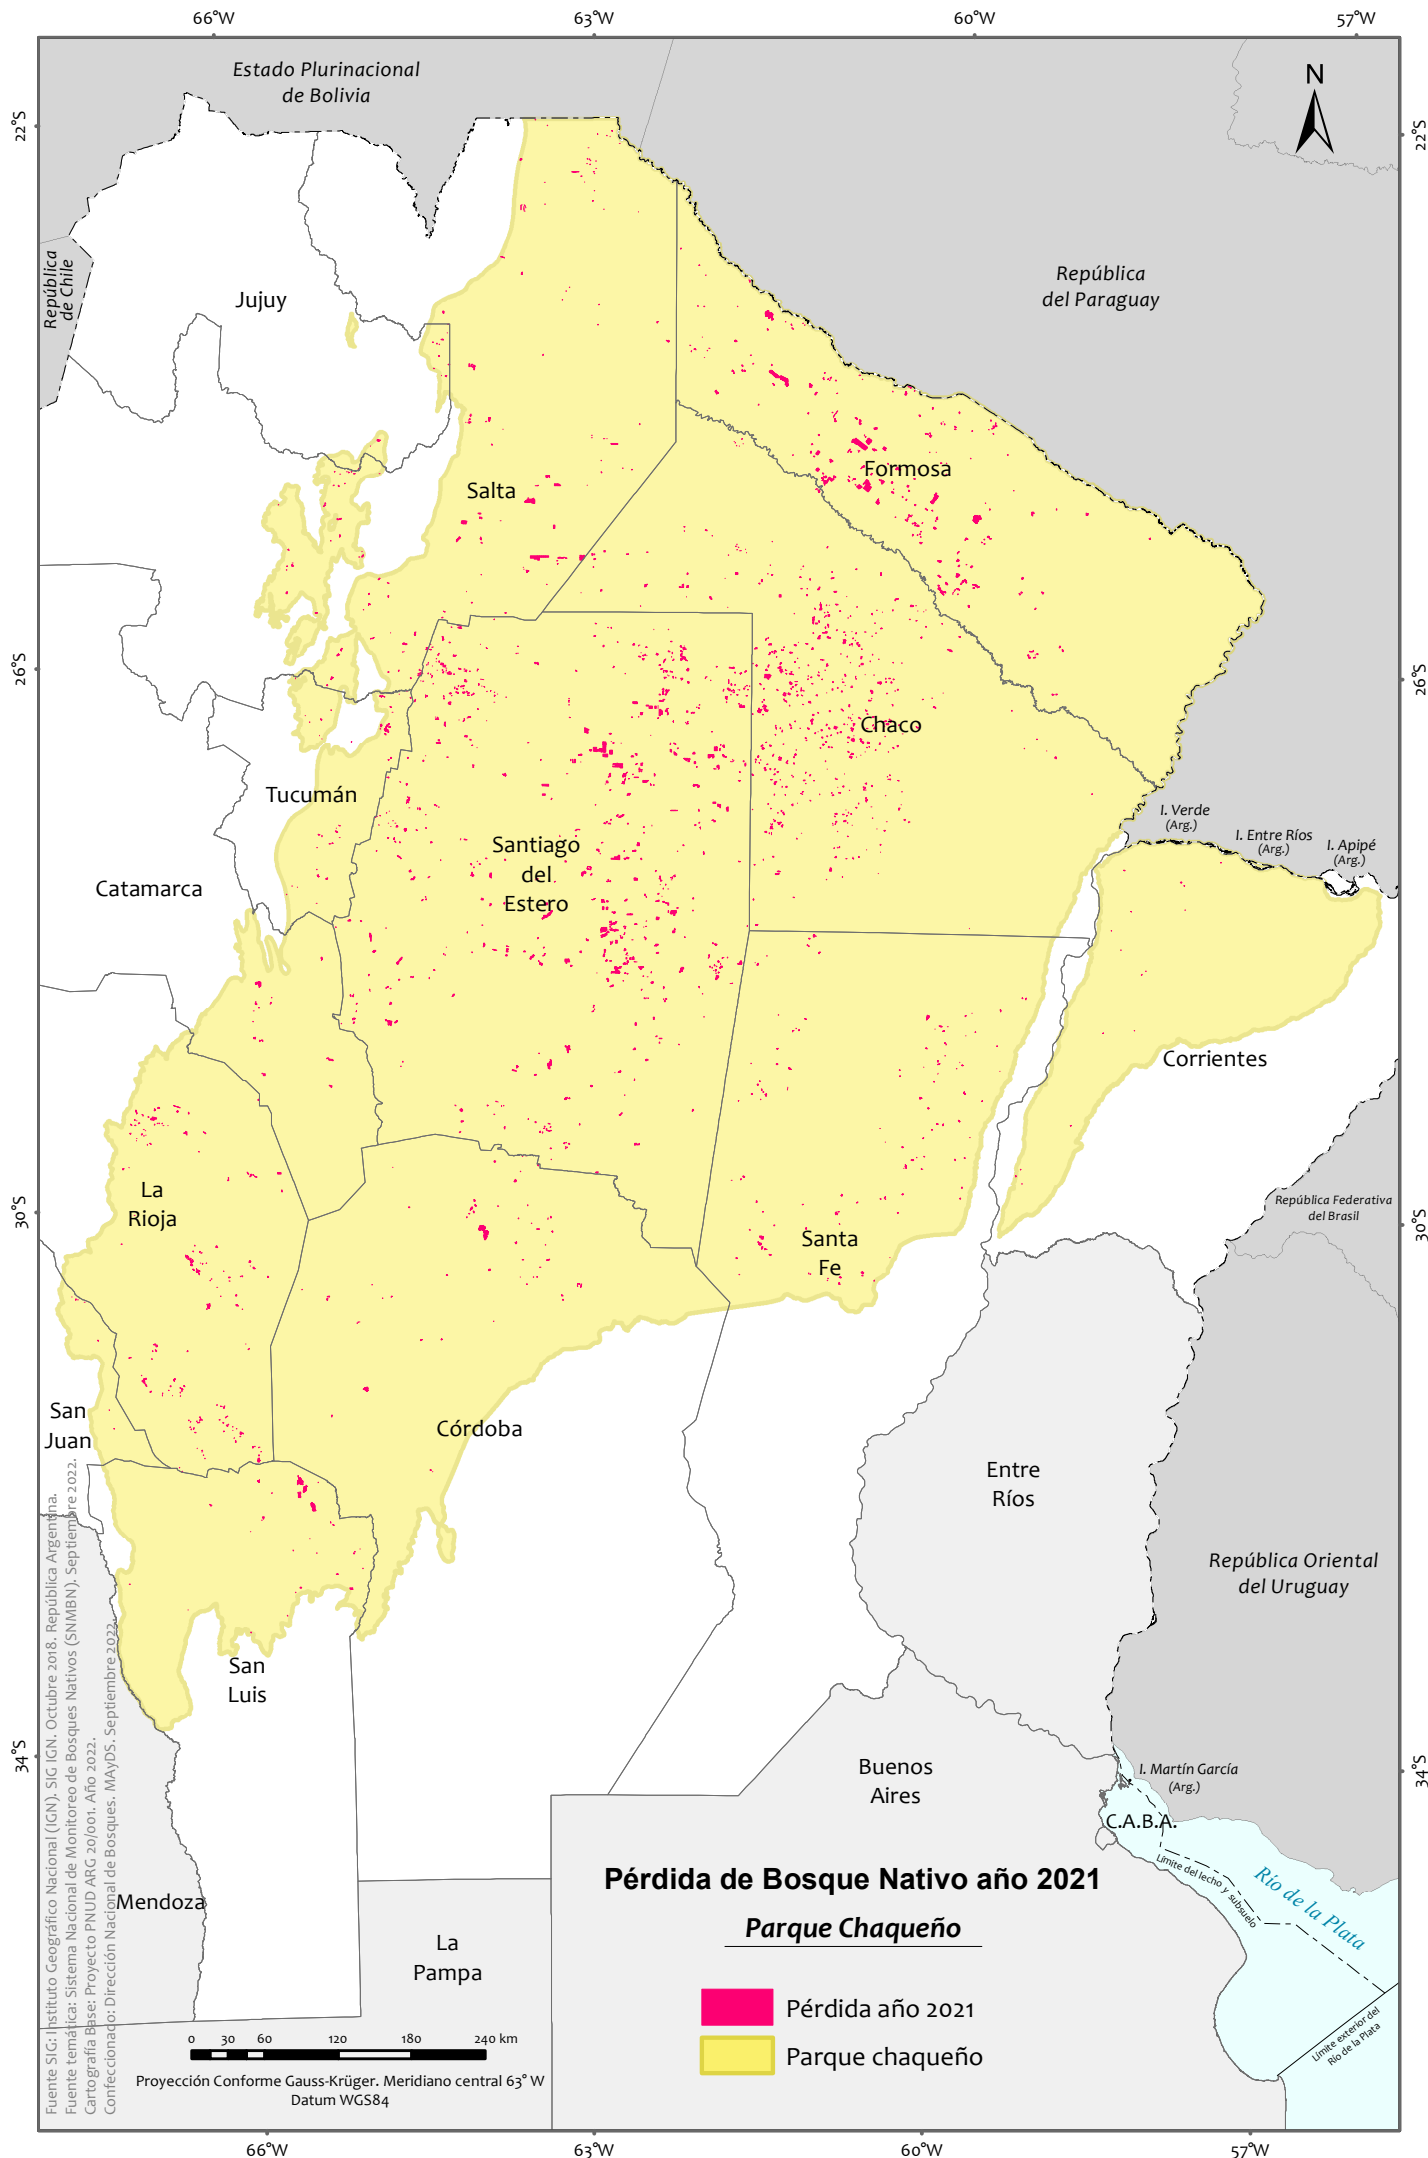 66°W
63°W
60°W
57°W
Estado Plurinacional
de Bolivia
N
22°S
22°S
República
de Chile
Jujuy
República
del Paraguay
Salta
Formosa
26°S
26°S
Chaco
Tucumán
I. Verde
(Arg.)
I. Entre Ríos
(Arg.)
I. Apipé
(Arg.)
Santiago
del
Estero
Catamarca
Corrientes
La
Rioja
República Federativa
del Brasil
30°S
30°S
Santa
Fe
San
Juan
Córdoba
Entre
Ríos
República Oriental
del Uruguay
San
Luis
34°S
34°S
Buenos
Aires
I. Martín García
(Arg.)
C.A.B.A.
Límite del lecho y subsuelo
Río de la Plata
Mendoza
La
Pampa
Límite exterior del
Río de la Plata
Pérdida de Bosque Nativo año 2021
Parque Chaqueño
Pérdida año 2021
Parque chaqueño
0 30 60 120 180 240 km
Proyección Conforme Gauss-Krüger. Meridiano central 63° W
Datum WGS84
Fuente SIG: Instituto Geográfico Nacional (IGN). SIG IGN. Octubre 2018. República Argentina.
Fuente temática: Sistema Nacional de Monitoreo de Bosques Nativos (SNMBN). Septiembre 2022.
Cartografía Base: Proyecto PNUD ARG 20/001. Año 2022.
Confeccionado: Dirección Nacional de Bosques. MAyDS. Septiembre 2022.
66°W
63°W
60°W
57°W